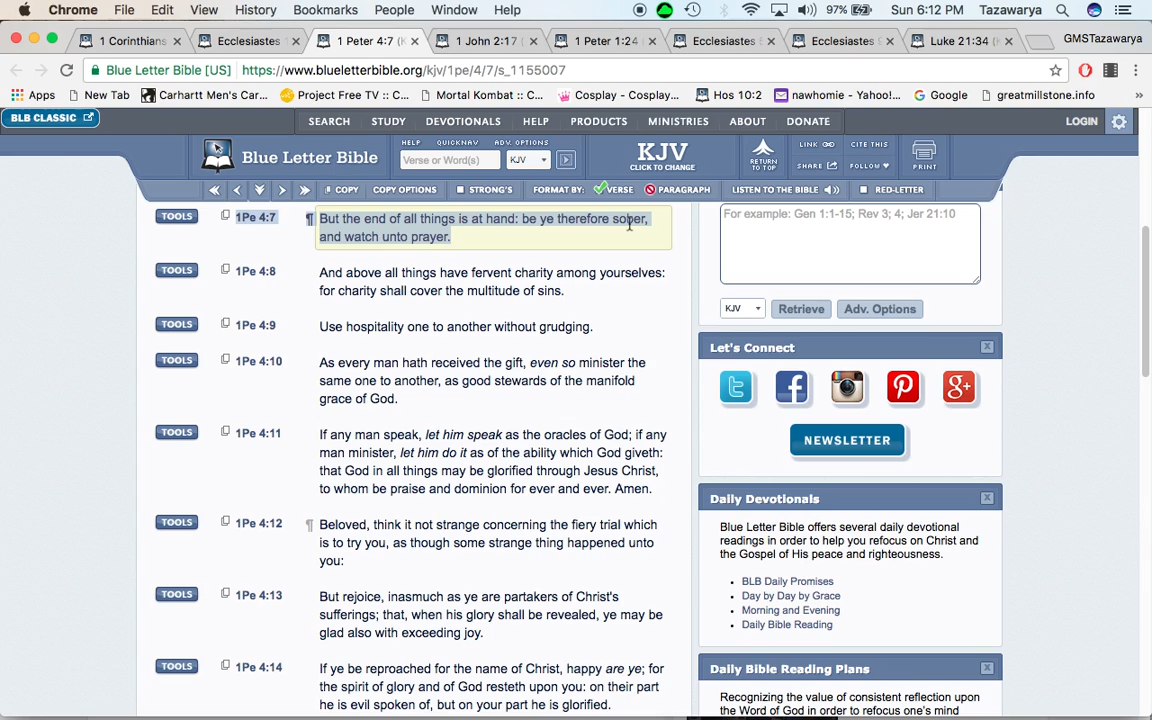 Chrome File Edit View History Bookmarks People Window Help 97% Sun 6:12 PM Tazawarya
1 Corinthians Ecclesiastes 1 1 Peter 4:7 (K 1 John 2:17 (K 1 Peter 1:24 ( Ecclesiastes Ecclesiastes 9 Luke 21:34 (K GMSTazawarya
Blue Letter Bible [US] https://www.blueletterbible.org/kjv/1pe/4/7/s_1155007
Apps New Tab Carhartt Men's Car... Project Free TV :: C... Mortal Kombat :: C... Cosplay - Cosplay... Hos 10:2 nawhomie - Yahoo!... Google greatmillstone.info »
BLB CLASSIC SEARCH STUDY DEVOTIONALS HELP PRODUCTS MINISTRIES ABOUT DONATE LOGIN
Blue Letter Bible
HELP QUICKNAV ADV. OPTIONS
Verse or Word(s) KJV
KJV
CLICK TO CHANGE
RETURN
TO TOP
LINK CITE THIS
SHARE FOLLOW
PRINT
COPY COPY OPTIONS STRONG'S FORMAT BY: VERSE PARAGRAPH LISTEN TO THE BIBLE RED-LETTER
TOOLS 1Pe 4:7 ¶ But the end of all things is at hand: be ye therefore sober,
and watch unto prayer.
TOOLS 1Pe 4:8 And above all things have fervent charity among yourselves:
for charity shall cover the multitude of sins.
TOOLS 1Pe 4:9 Use hospitality one to another without grudging.
TOOLS 1Pe 4:10 As every man hath received the gift, even so minister the
same one to another, as good stewards of the manifold
grace of God.
TOOLS 1Pe 4:11 If any man speak, let him speak as the oracles of God; if any
man minister, let him do it as of the ability which God giveth:
that God in all things may be glorified through Jesus Christ,
to whom be praise and dominion for ever and ever. Amen.
TOOLS 1Pe 4:12 ¶ Beloved, think it not strange concerning the fiery trial which
is to try you, as though some strange thing happened unto
you:
TOOLS 1Pe 4:13 But rejoice, inasmuch as ye are partakers of Christ's
sufferings; that, when his glory shall be revealed, ye may be
glad also with exceeding joy.
TOOLS 1Pe 4:14 If ye be reproached for the name of Christ, happy are ye; for
the spirit of glory and of God resteth upon you: on their part
he is evil spoken of, but on your part he is glorified.
For example: Gen 1:1-15; Rev 3; 4; Jer 21:10
KJV Retrieve Adv. Options
Let's Connect
NEWSLETTER
Daily Devotionals
Blue Letter Bible offers several daily devotional
readings in order to help you refocus on Christ and
the Gospel of His peace and righteousness.
• BLB Daily Promises
• Day by Day by Grace
• Morning and Evening
• Daily Bible Reading
Daily Bible Reading Plans
Recognizing the value of consistent reflection upon
the Word of God in order to refocus one's mind